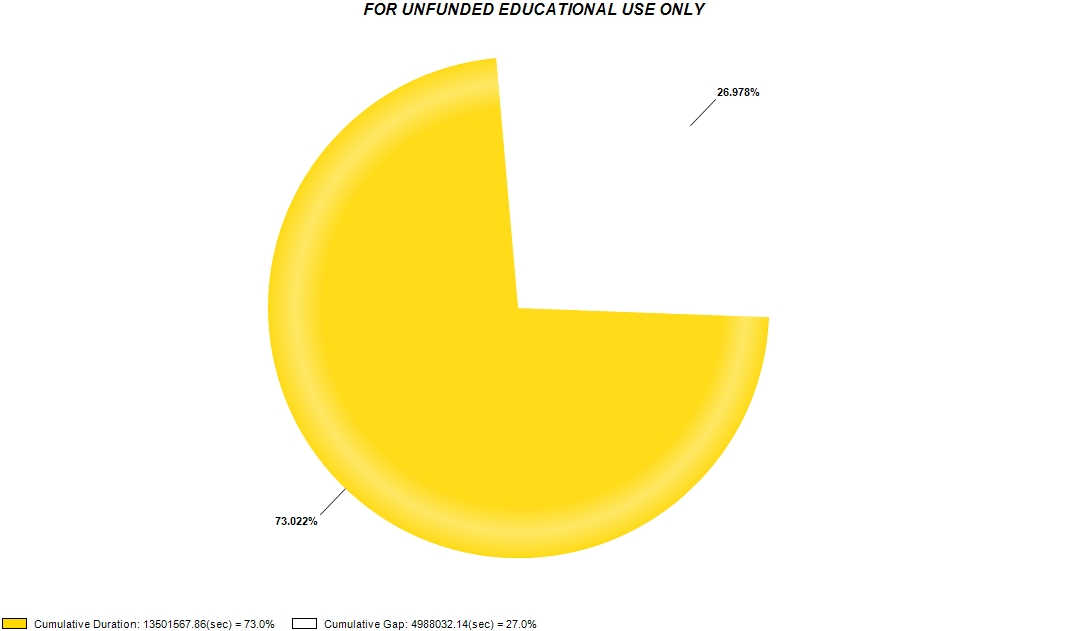 FOR UNFUNDED EDUCATIONAL USE ONLY
26.978%
73.022%
Cumulative Duration: 13501567.86(sec) = 73.0% Cumulative Gap: 4988032.14(sec) = 27.0%